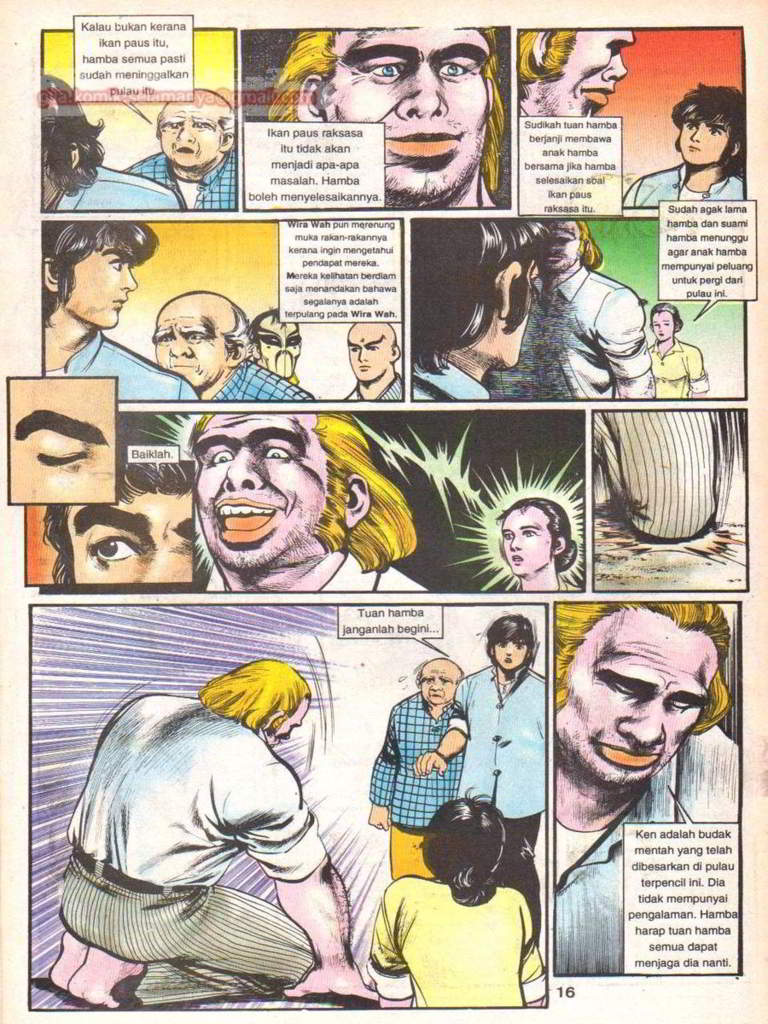 Kalau bukan kerana
ikan paus itu,
hamba semua pasti
sudah meninggalkan
pulau itu.
Ikan paus raksasa
itu tidak akan
menjadi apa-apa
masalah. Hamba
boleh menyelesaikannya.
Sudikah tuan hamba
berjanji membawa
anak hamba
bersama jika hamba
selesaikan soal
ikan paus
raksasa itu.
Wira Wah pun merenung
muka rakan-rakannya
kerana ingin mengetahui
pendapat mereka.
Mereka kelihatan berdiam
saja menandakan bahawa
segalanya adalah
terpulang pada Wira Wah.
Sudah agak lama
hamba dan suami
hamba menunggu
agar anak hamba
mempunyai peluang
untuk pergi dari
pulau ini.
Baiklah.
Tuan hamba
janganlah begini...
Ken adalah budak
mentah yang telah
dibesarkan di pulau
terpencil ini. Dia
tidak mempunyai
pengalaman. Hamba
harap tuan hamba
semua dapat
menjaga dia nanti.
16